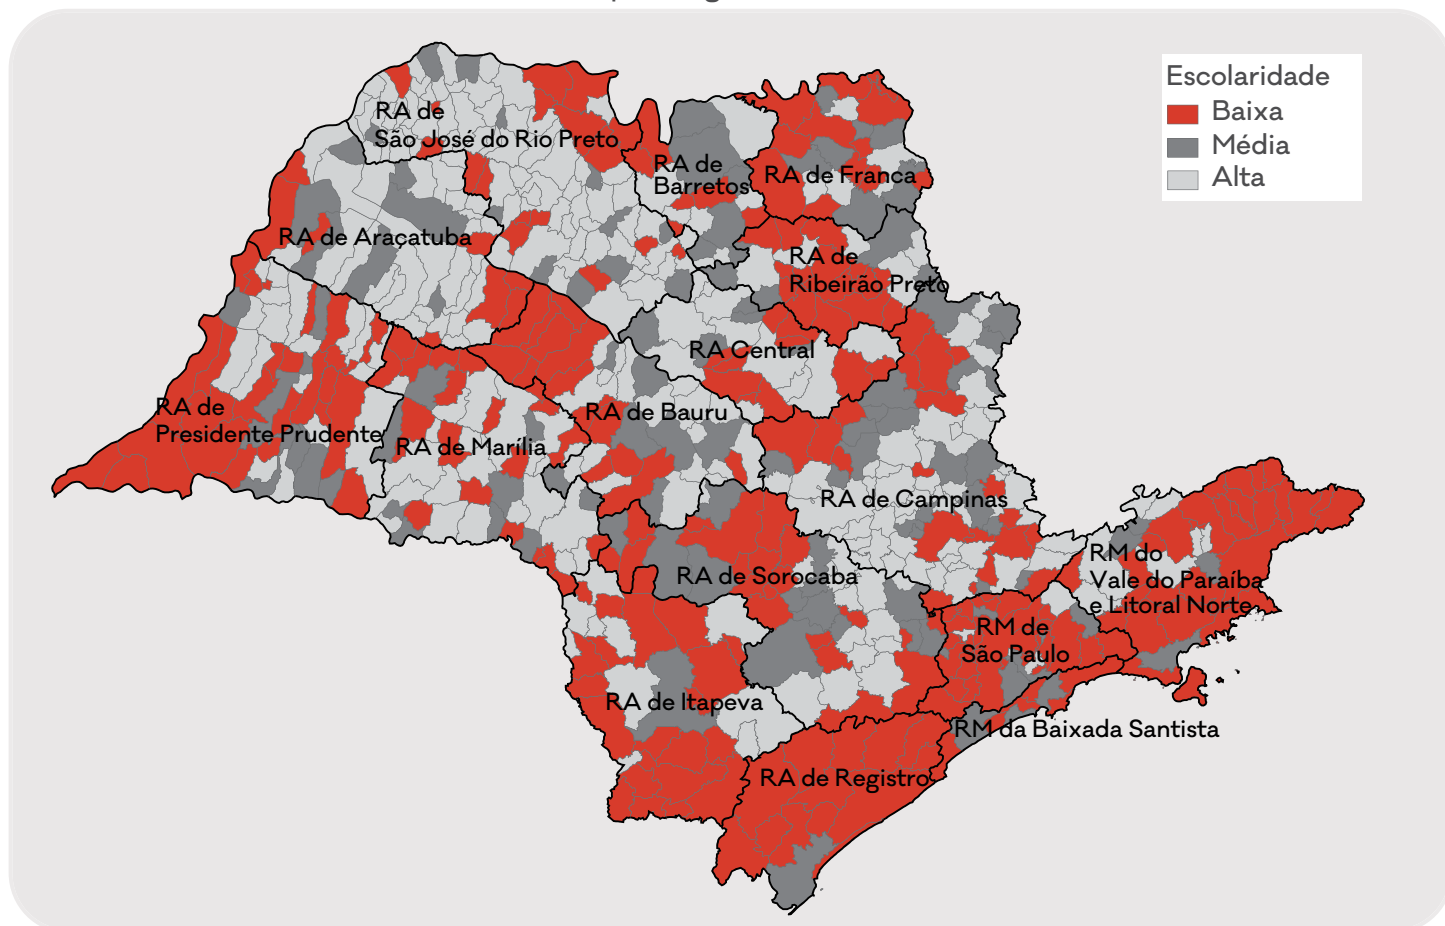 Escolaridade
Baixa
Média
Alta
RA de
São José do Rio Preto
RA de
Barretos
RA de Franca
RA de Araçatuba
RA de
Ribeirão Preto
RA Central
RA de
Presidente Prudente
RA de Bauru
RA de Marília
RA de Campinas
RM do
Vale do Paraíba
e Litoral Norte
RA de Sorocaba
RM de
São Paulo
RA de Itapeva
RM da Baixada Santista
RA de Registro